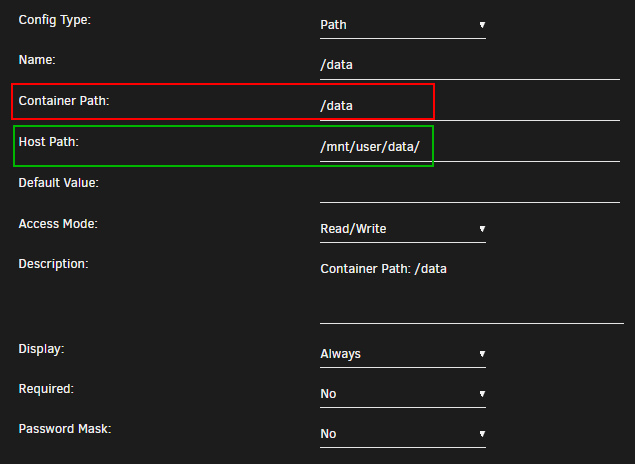 Config Type: Path
Name: /data
Container Path: /data
Host Path: /mnt/user/data/
Default Value:
Access Mode: Read/Write
Description: Container Path: /data
Display: Always
Required: No
Password Mask: No